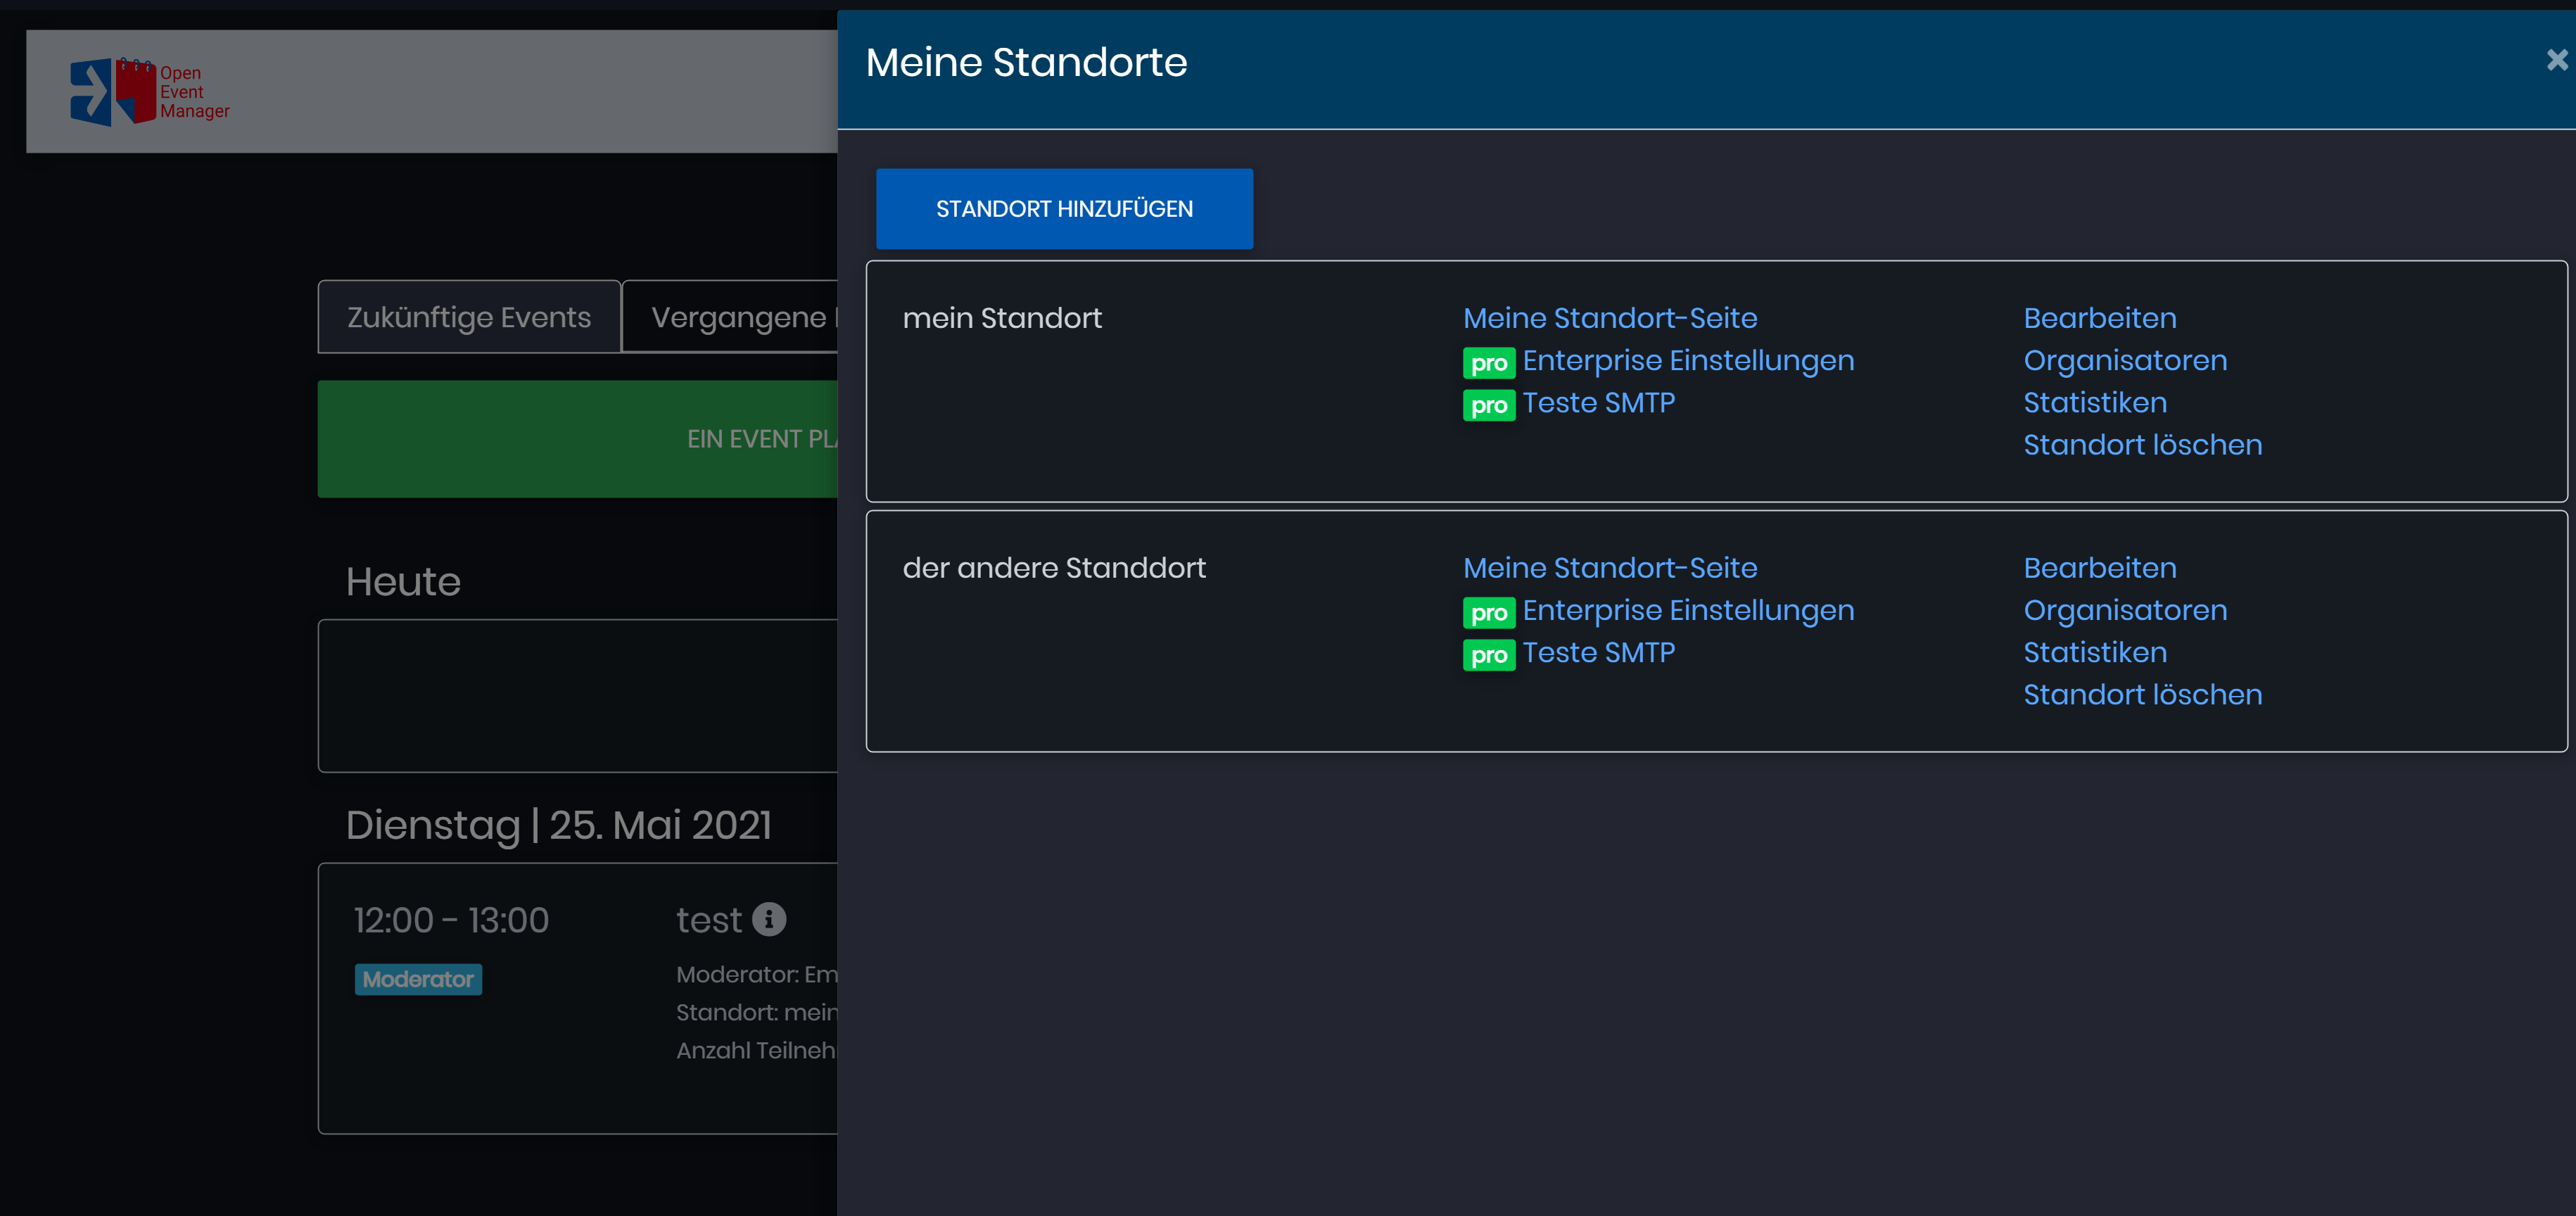 Open
Event
Manager
Meine Standorte
STANDORT HINZUFÜGEN
mein Standort
Meine Standort-Seite
pro Enterprise Einstellungen
pro Teste SMTP
Bearbeiten
Organisatoren
Statistiken
Standort löschen
der andere Standdort
Meine Standort-Seite
pro Enterprise Einstellungen
pro Teste SMTP
Bearbeiten
Organisatoren
Statistiken
Standort löschen
Zukünftige Events
Vergangene
EIN EVENT
Heute
Dienstag | 25. Mai 2021
12:00 - 13:00
Moderator
test
Moderator:
Standort: mein
Anzahl